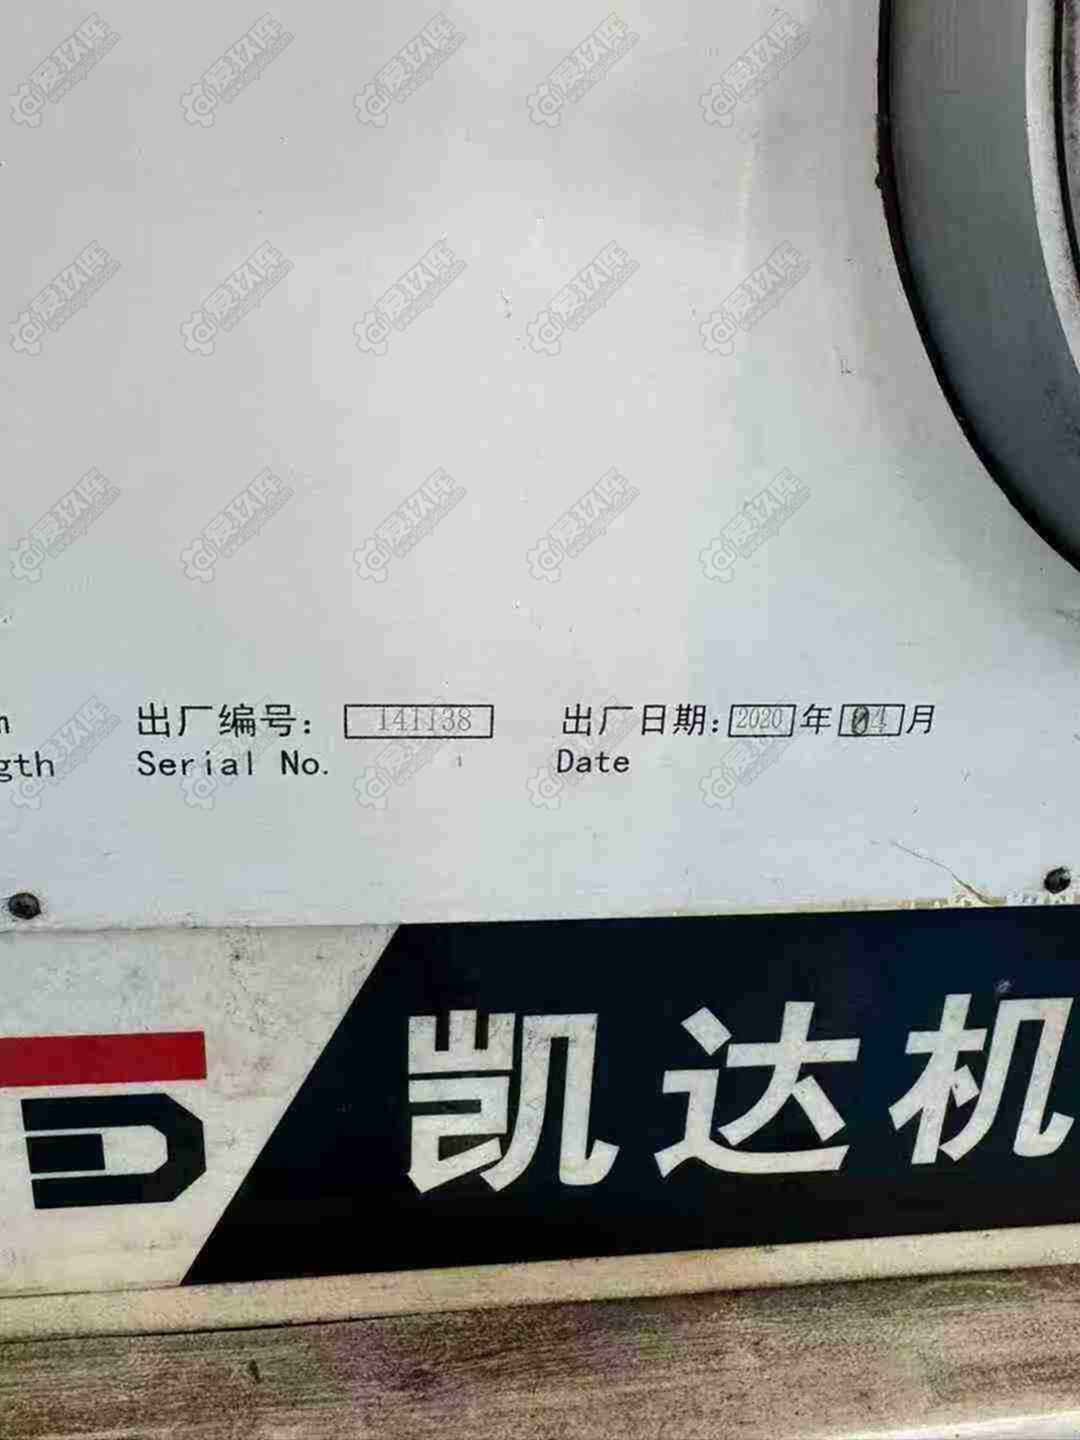 出厂编号: 141138 出厂日期: 2020 年 04 月
gth Serial No. Date
凯达机